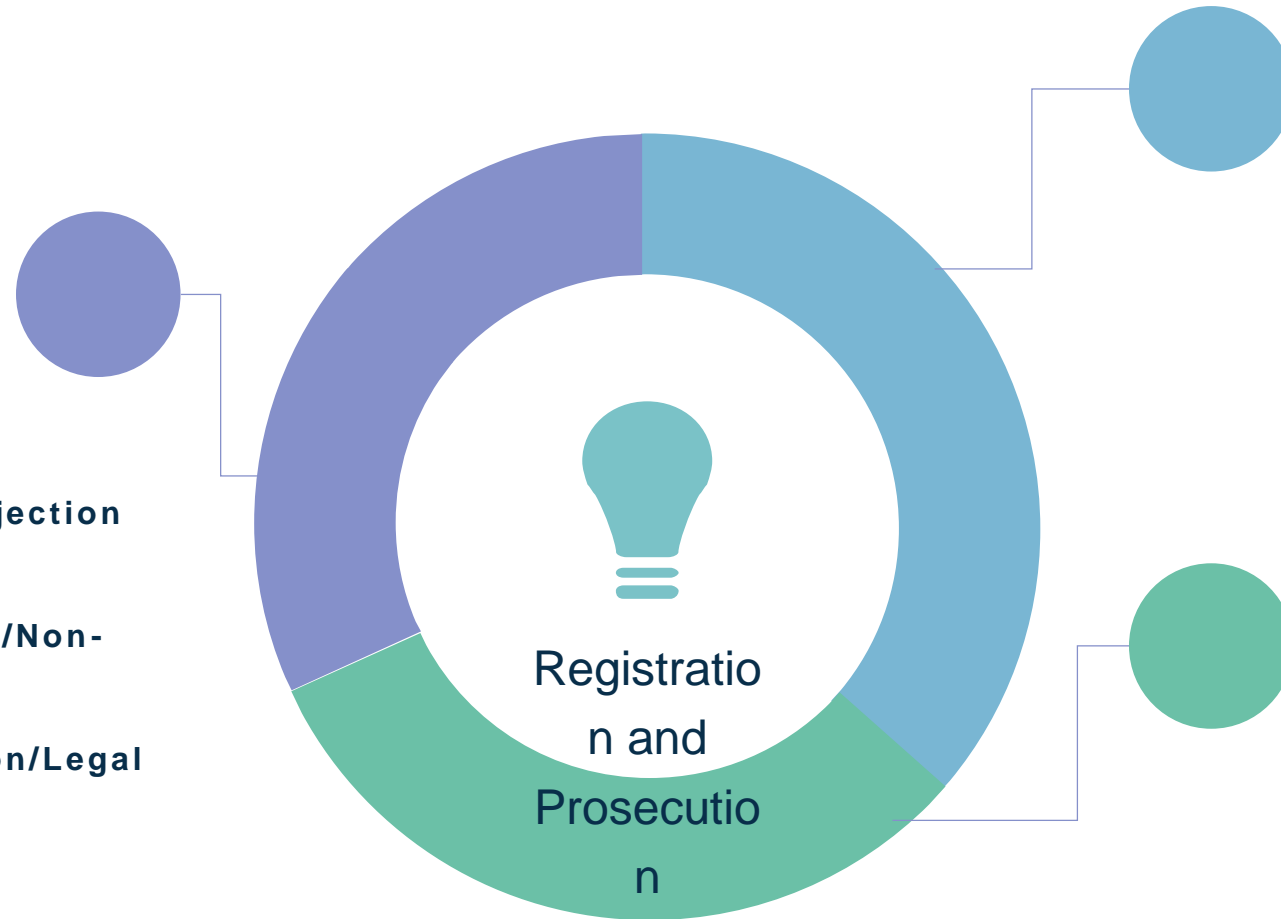 jection
/Non-
on/Legal
Registratio
n and
Prosecutio
n